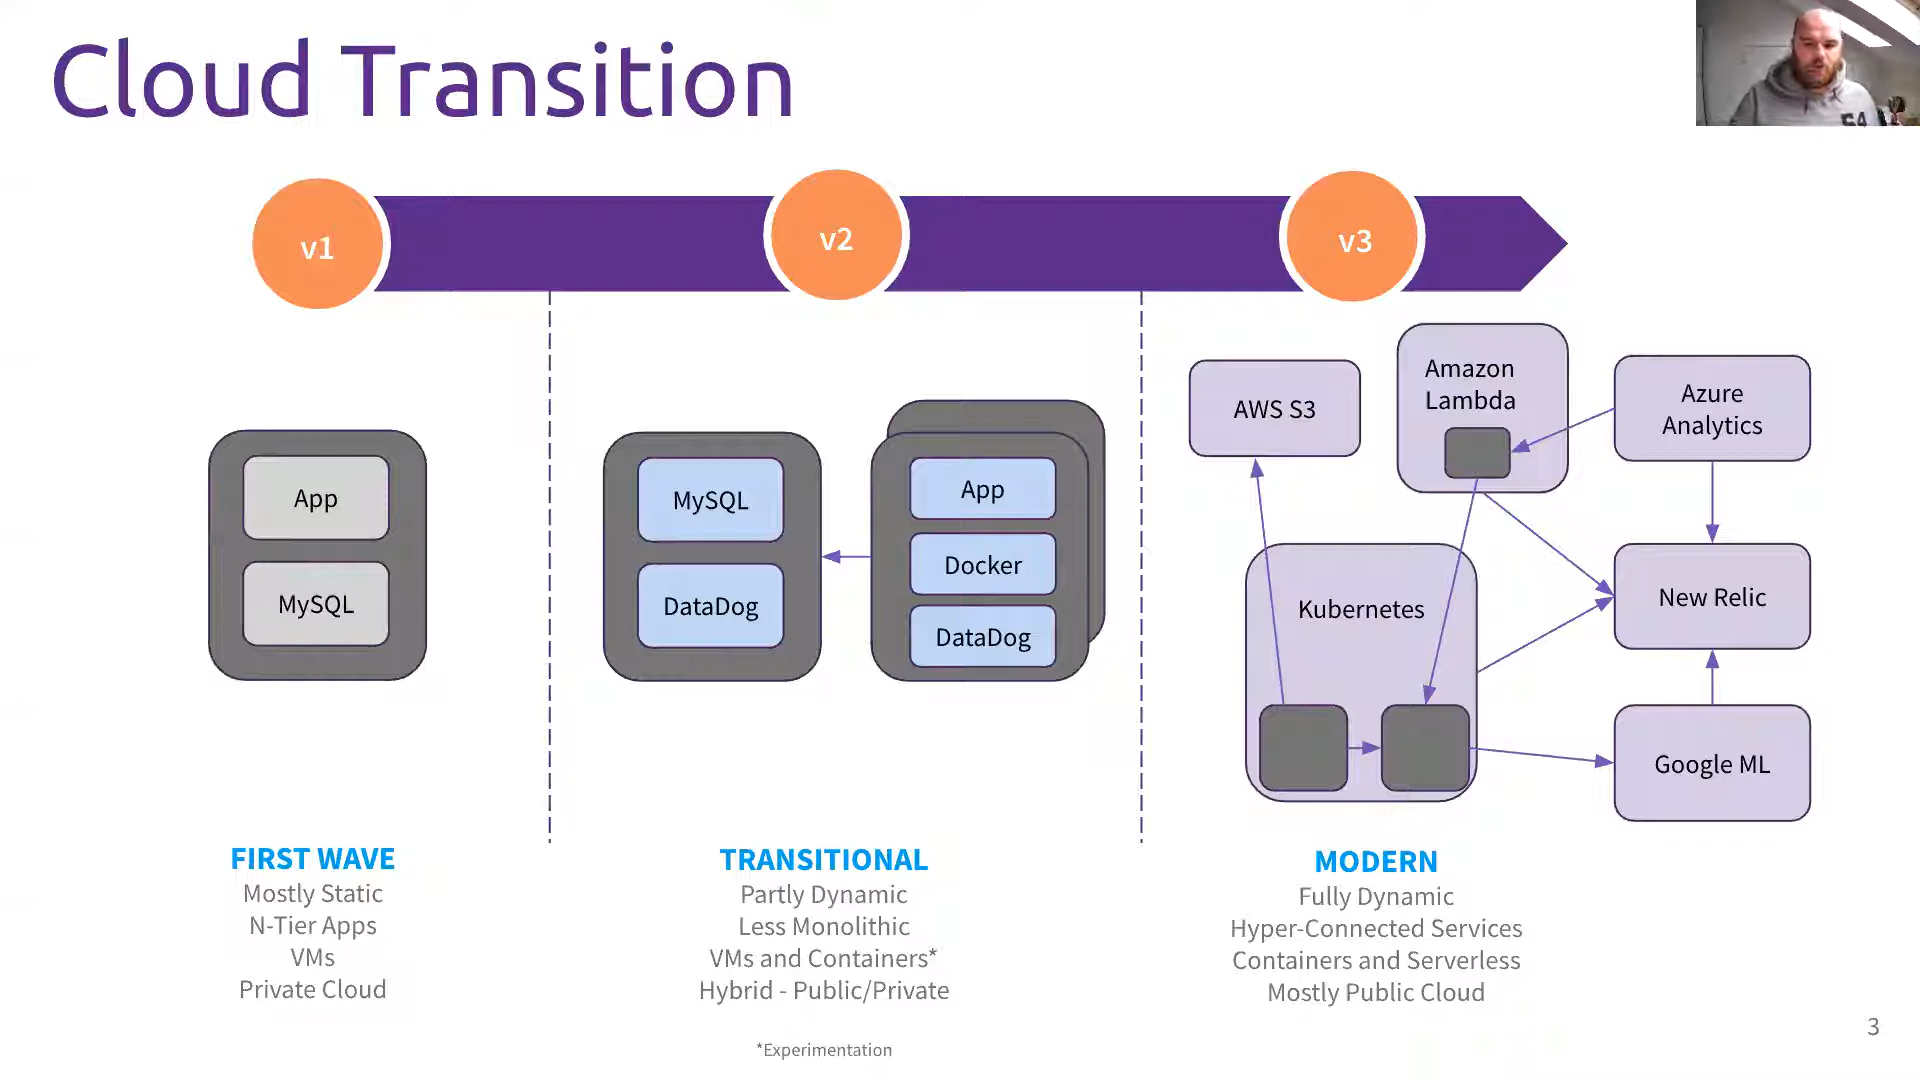 Cloud Transition
v1
v2
v3
App
MySQL
MySQL
DataDog
App
Docker
DataDog
AWS S3
Amazon
Lambda
Azure
Analytics
Kubernetes
New Relic
Google ML
FIRST WAVE
Mostly Static
N-Tier Apps
VMs
Private Cloud
TRANSITIONAL
Partly Dynamic
Less Monolithic
VMs and Containers*
Hybrid - Public/Private
*Experimentation
MODERN
Fully Dynamic
Hyper-Connected Services
Containers and Serverless
Mostly Public Cloud
3